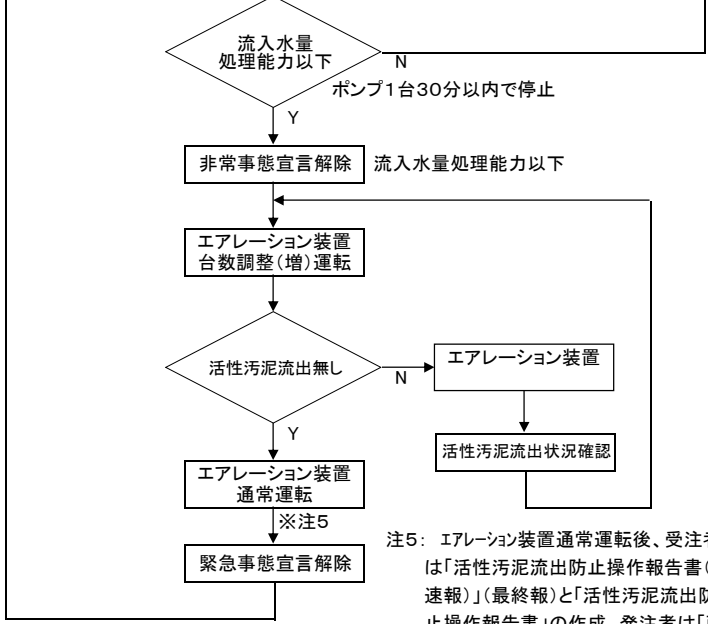 流入水量
処理能力以下
N
ポンプ1台30分以内で停止
Y
非常事態宣言解除
流入水量処理能力以下
エアレーション装置
台数調整(増)運転
活性汚泥流出無し
N
エアレーション装置
Y
活性汚泥流出状況確認
エアレーション装置
通常運転
※注5
緊急事態宣言解除
注5: エアレーション装置通常運転後、受注者
は「活性汚泥流出防止操作報告書(
速報)」(最終報)と「活性汚泥流出防
止操作報告書」の作成、発注者は「